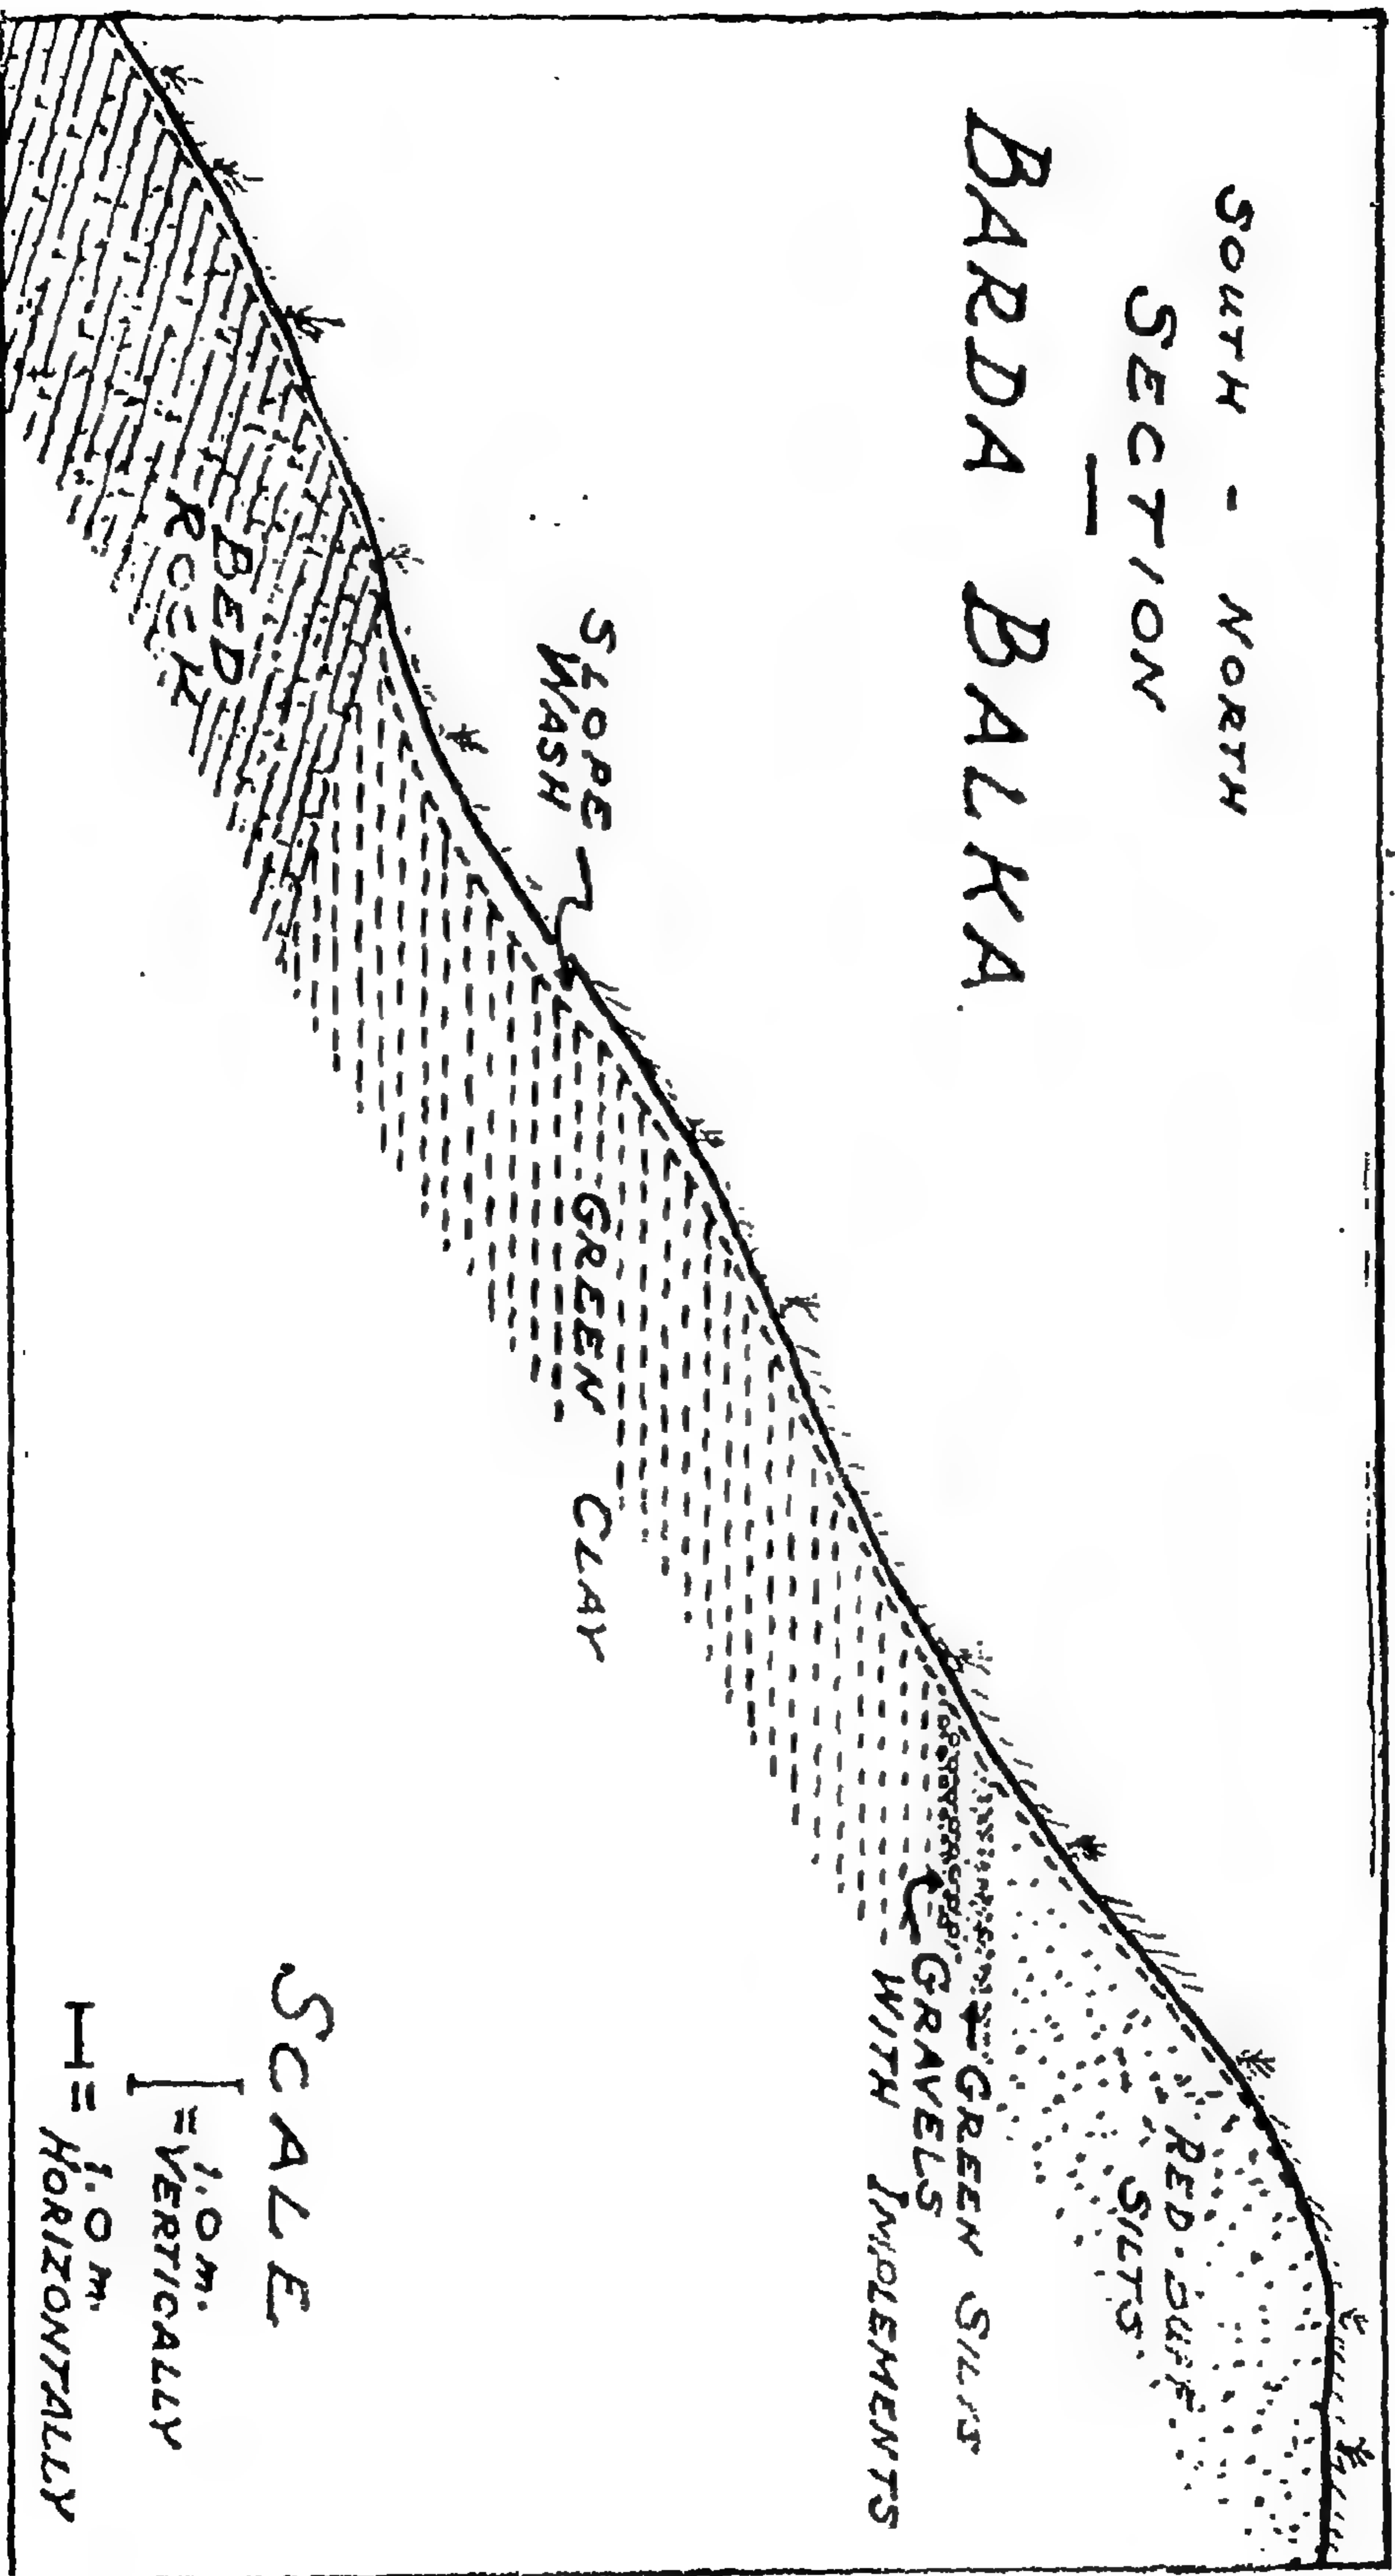 SOUTH - NORTH
SECTION
BARDA BALKA
SLOPE
WASH
BED
ROCK
GREEN CLAY
RED-BUFF
SILTS
GREEN SILTS
GRAVELS
WITH IMPLEMENTS
SCALE
1.0 m.
= VERTICALLY
1.0 m.
= HORIZONTALLY